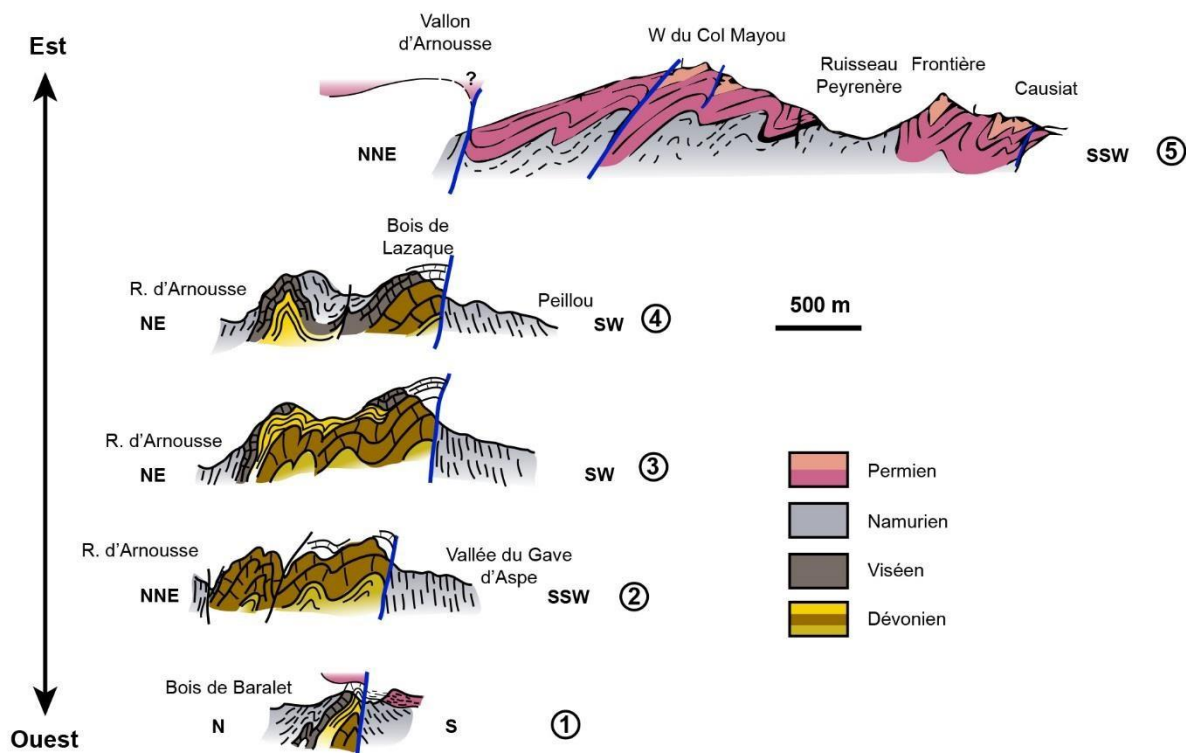 Est
Vallon
d'Arnousse
?
W du Col Mayou
Ruisseau
Peyrenère
Frontière
Causiat
NNE
SSW
5
Bois de
Lazaque
R. d'Arnousse
NE
Peillou
SW
4
500 m
R. d'Arnousse
NE
SW
3
Permien
Namurien
Viséen
Dévonien
R. d'Arnousse
NNE
Vallée du Gave
d'Aspe
SSW
2
Bois de Baralet
N
S
1
Ouest